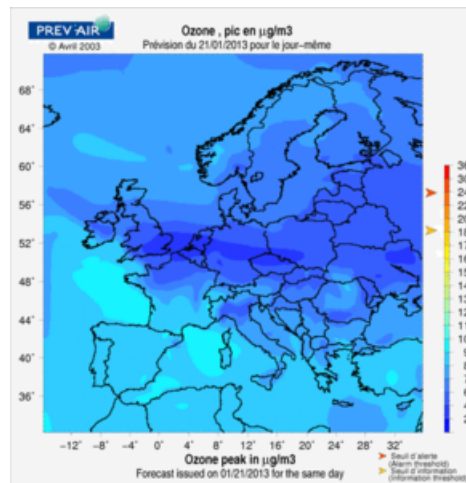 PREV'AIR
© Avril 2003
Ozone , pic en µg/m3
Prévision du 21/01/2013 pour le jour-même
68°
64°
60°
56°
52°
48°
44°
40°
36°
-12° -8° -4° 0° 4° 8° 12° 16° 20° 24° 28° 32°
Ozone peak in µg/m3
Forecast issued on 01/21/2013 for the same day
Seuil d'alerte
(Alarm threshold)
Seuil d'information
(Information threshold)